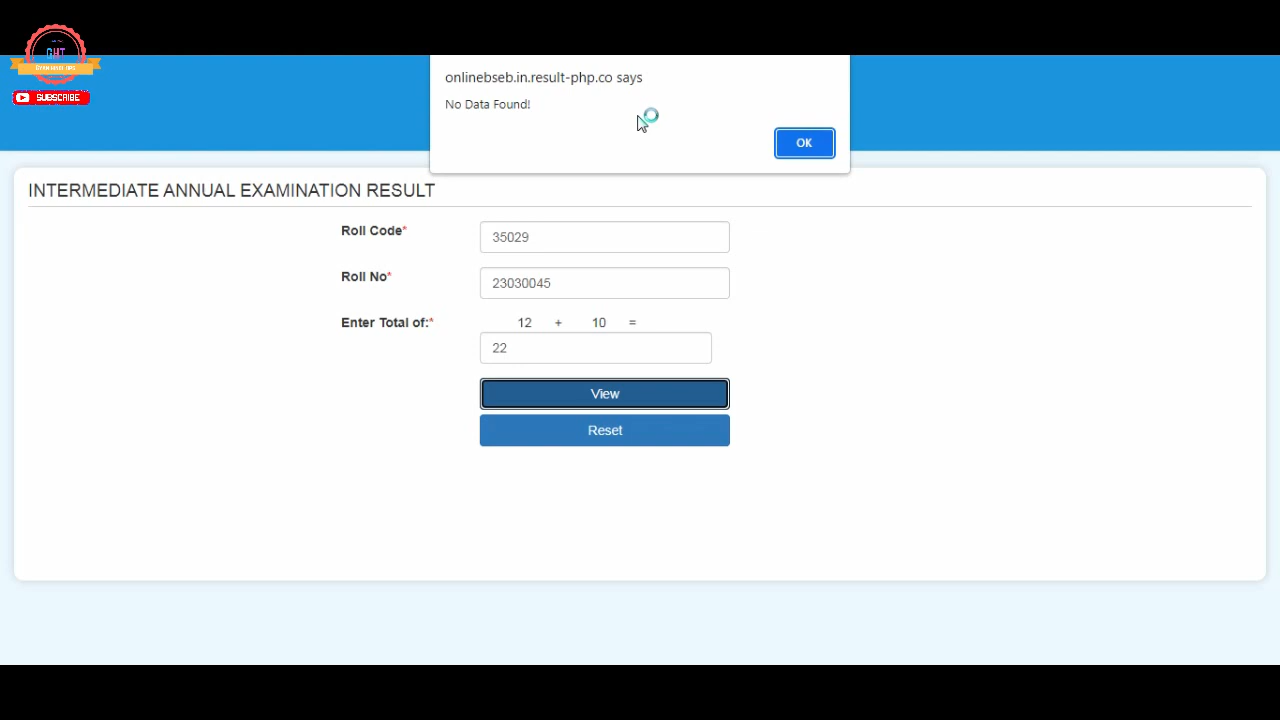 GHT
SUBSCRIBE
onlinebseb.in.result-php.co says
No Data Found!
OK
INTERMEDIATE ANNUAL EXAMINATION RESULT
Roll Code*
35029
Roll No*
23030045
Enter Total of:* 12 + 10 =
22
View
Reset